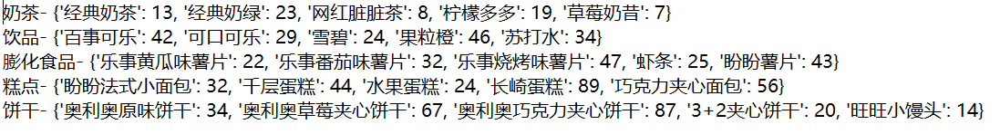 奶茶- {'经典奶茶': 13, '经典奶绿': 23, '网红脏脏茶': 8, '柠檬多多': 19, '草莓奶昔': 7}
饮品- {'百事可乐': 42, '可口可乐': 29, '雪碧': 24, '果粒橙': 46, '苏打水': 34}
膨化食品- {'乐事黄瓜味薯片': 22, '乐事番茄味薯片': 32, '乐事烧烤味薯片': 47, '虾条': 25, '盼盼薯片': 43}
糕点- {'盼盼法式小面包': 32, '千层蛋糕': 44, '水果蛋糕': 24, '长崎蛋糕': 89, '巧克力夹心面包': 56}
饼干- {'奥利奥原味饼干': 34, '奥利奥草莓夹心饼干': 67, '奥利奥巧克力夹心饼干': 87, '3+2夹心饼干': 20, '旺旺小馒头': 14}